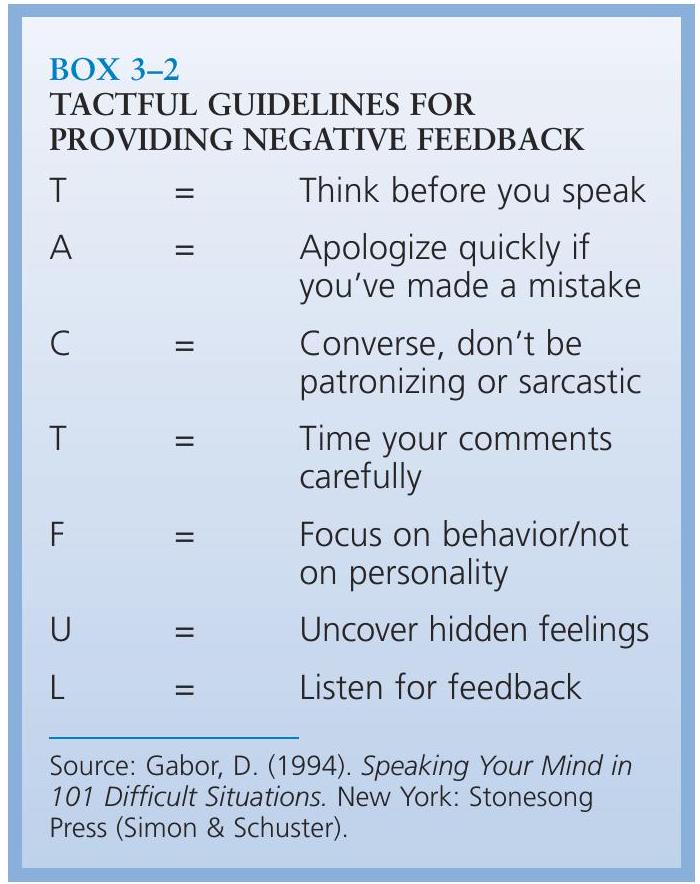 BOX 3–2
TACTFUL GUIDELINES FOR
PROVIDING NEGATIVE FEEDBACK
T = Think before you speak
A = Apologize quickly if
you’ve made a mistake
C = Converse, don’t be
patronizing or sarcastic
T = Time your comments
carefully
F = Focus on behavior/not
on personality
U = Uncover hidden feelings
L = Listen for feedback
Source: Gabor, D. (1994). Speaking Your Mind in
101 Difficult Situations. New York: Stonesong
Press (Simon & Schuster).